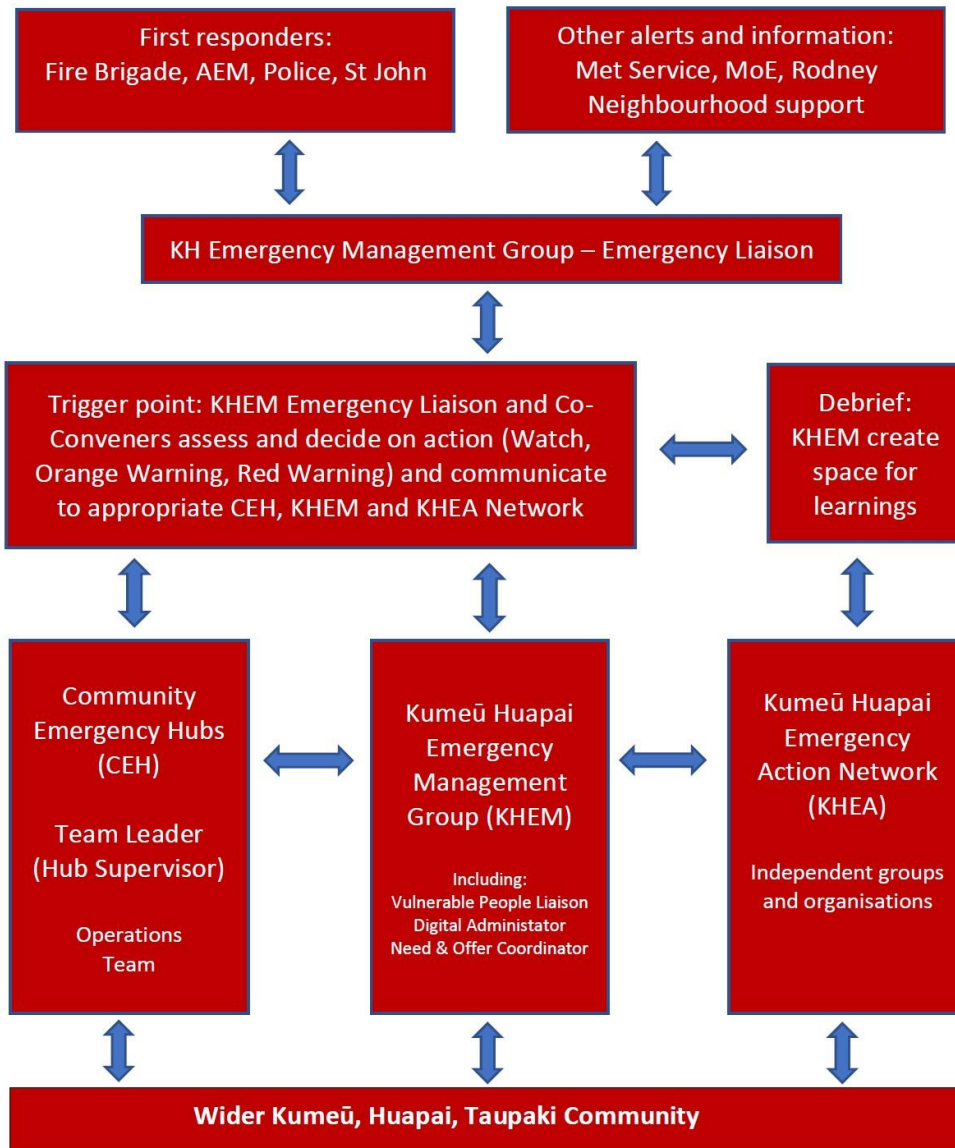 First responders:
Fire Brigade, AEM, Police, St John
Other alerts and information:
Met Service, MoE, Rodney
Neighbourhood support
KH Emergency Management Group – Emergency Liaison
Trigger point: KHEM Emergency Liaison and Co-
Conveners assess and decide on action (Watch,
Orange Warning, Red Warning) and communicate
to appropriate CEH, KHEM and KHEA Network
Debrief:
KHEM create
space for
learnings
Community
Emergency Hubs
(CEH)
Team Leader
(Hub Supervisor)
Operations
Team
Kumeū Huapai
Emergency
Management
Group (KHEM)
Including:
Vulnerable People Liaison
Digital Administator
Need & Offer Coordinator
Kumeū Huapai
Emergency
Action Network
(KHEA)
Independent groups
and organisations
Wider Kumeū, Huapai, Taupaki Community